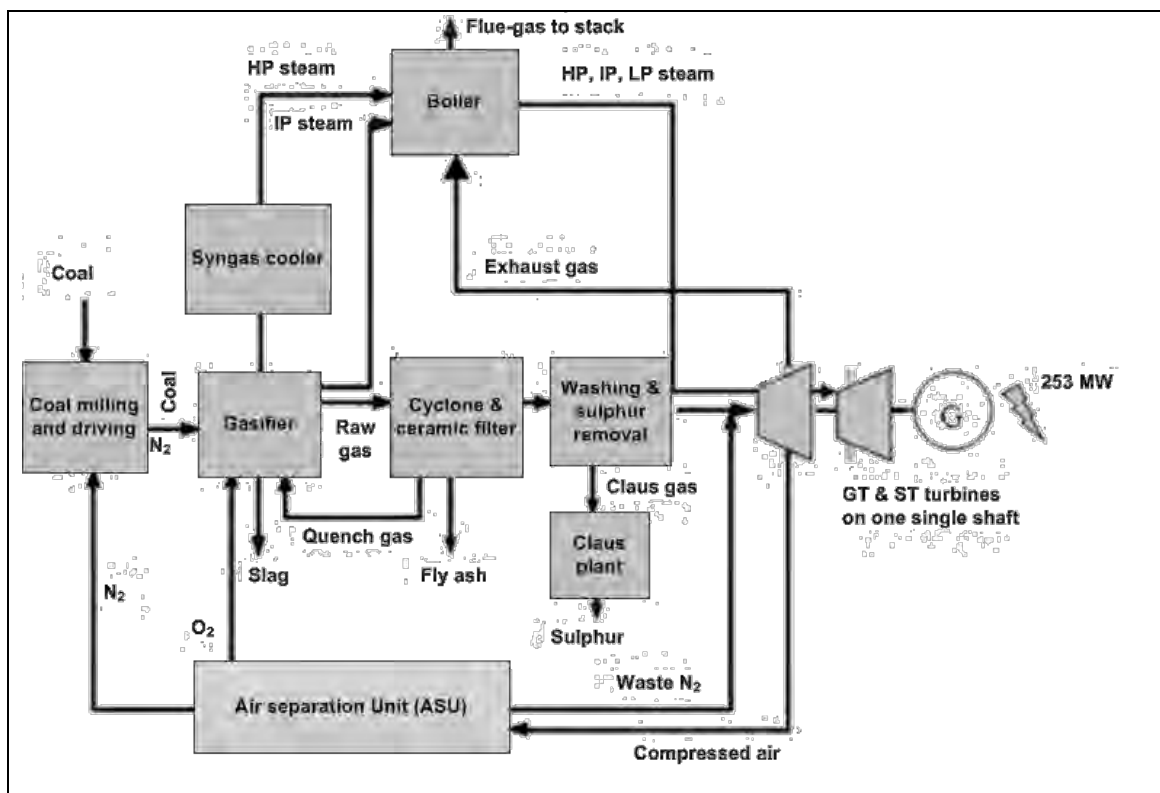 Flue-gas to stack
HP steam
Boiler
HP, IP, LP steam
IP steam
Syngas cooler
Exhaust gas
Coal
Coal milling
and driving
Coal
N₂
Gasifier
Raw
gas
Cyclone &
ceramic filter
Washing &
sulphur
removal
253 MW
G
GT & ST turbines
on one single shaft
Claus gas
Quench gas
Claus
plant
Slag
Fly ash
N₂
O₂
Sulphur
Waste N₂
Air separation Unit (ASU)
Compressed air